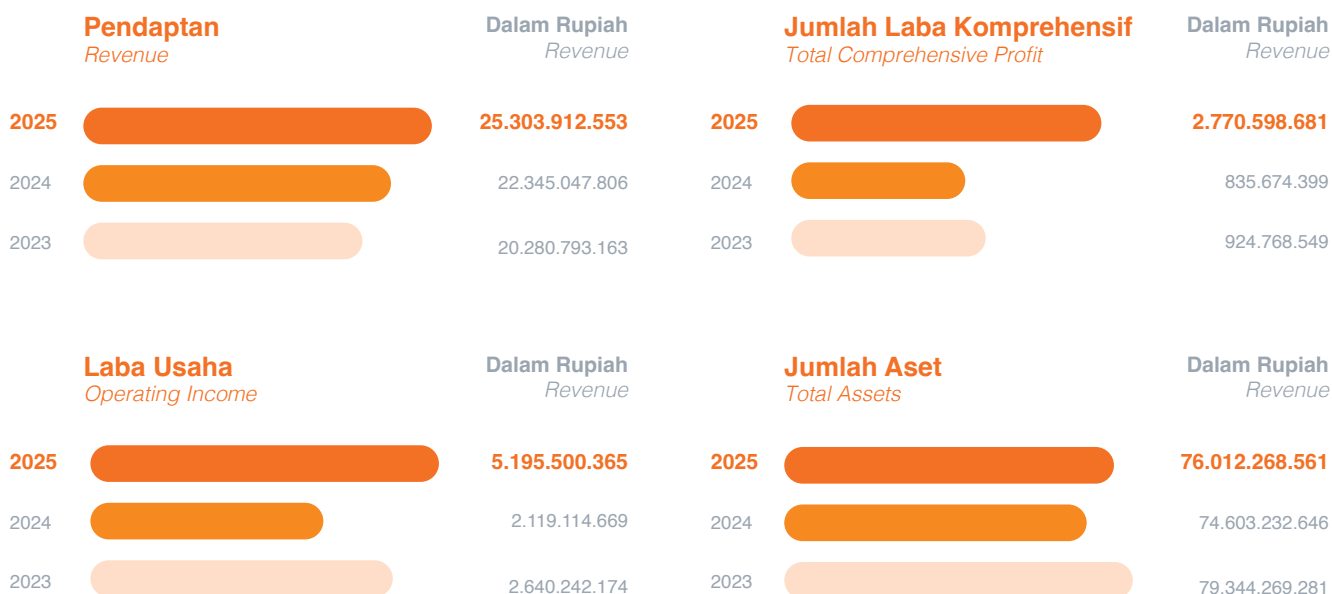 Pendaptan
Revenue
Dalam Rupiah
Revenue
2025
25.303.912.553
2024
22.345.047.806
2023
20.280.793.163
Jumlah Laba Komprehensif
Total Comprehensive Profit
Dalam Rupiah
Revenue
2025
2.770.598.681
2024
835.674.399
2023
924.768.549
Laba Usaha
Operating Income
Dalam Rupiah
Revenue
2025
5.195.500.365
2024
2.119.114.669
2023
2.640.242.174
Jumlah Aset
Total Assets
Dalam Rupiah
Revenue
2025
76.012.268.561
2024
74.603.232.646
2023
79.344.269.281